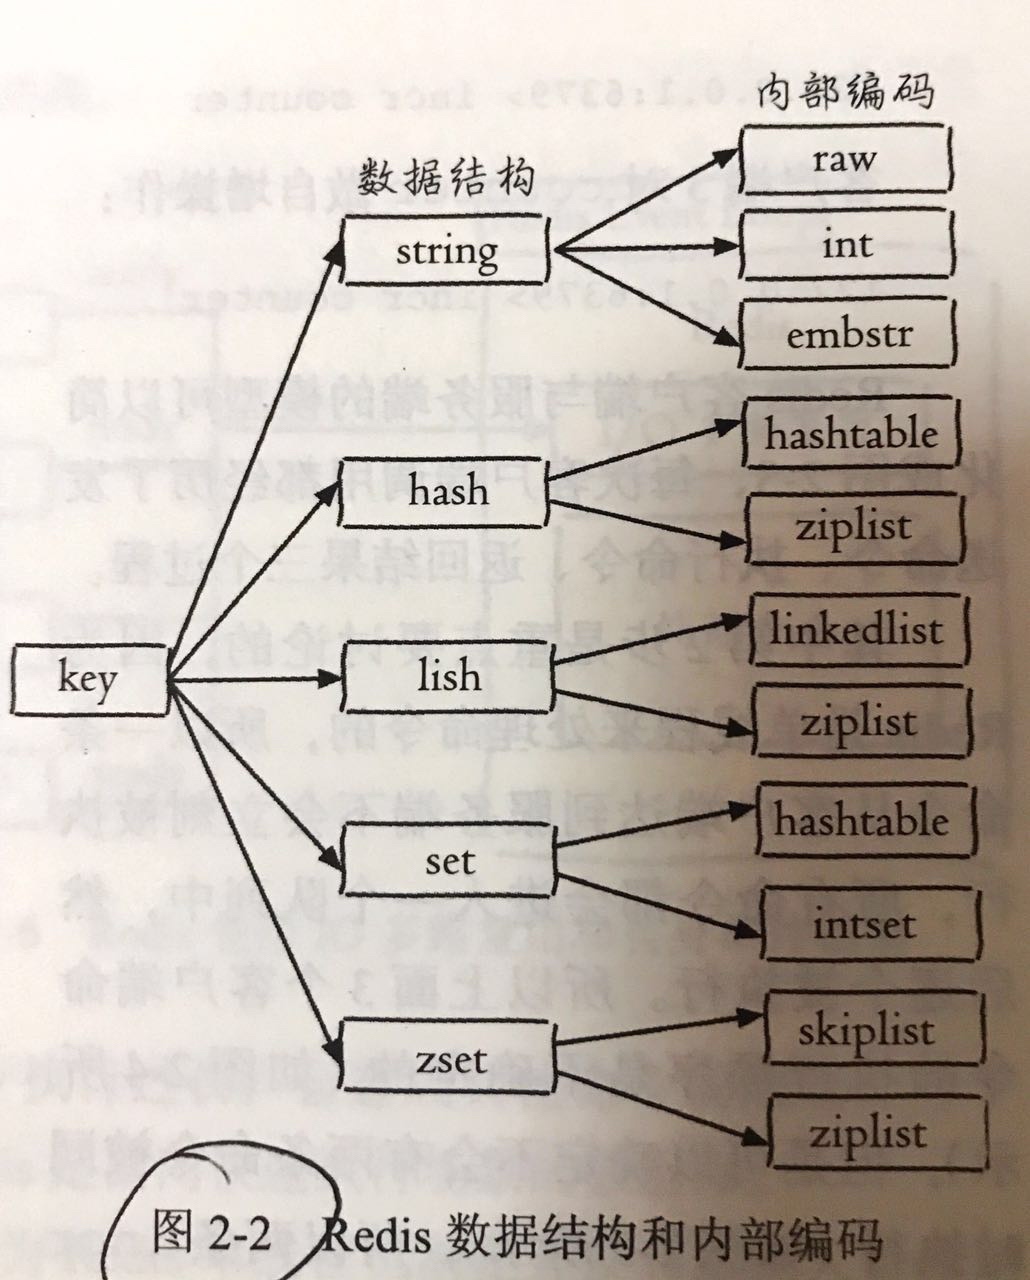 内部编码
数据结构
raw
string
int
embstr
hashtable
hash
ziplist
linkedlist
key
lish
ziplist
hashtable
set
intset
skiplist
zset
ziplist
图 2-2 Redis 数据结构和内部编码